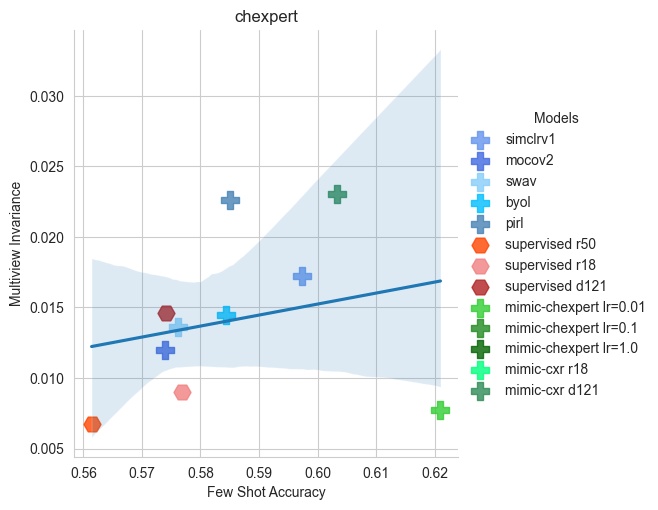 chexpert
0.030
0.025
0.020
0.015
0.010
0.005
Multiview Invariance
0.56 0.57 0.58 0.59 0.60 0.61 0.62
Few Shot Accuracy
Models
simclrv1
mocov2
swav
byol
pirl
supervised r50
supervised r18
supervised d121
mimic-chexpert lr=0.01
mimic-chexpert lr=0.1
mimic-chexpert lr=1.0
mimic-cxr r18
mimic-cxr d121